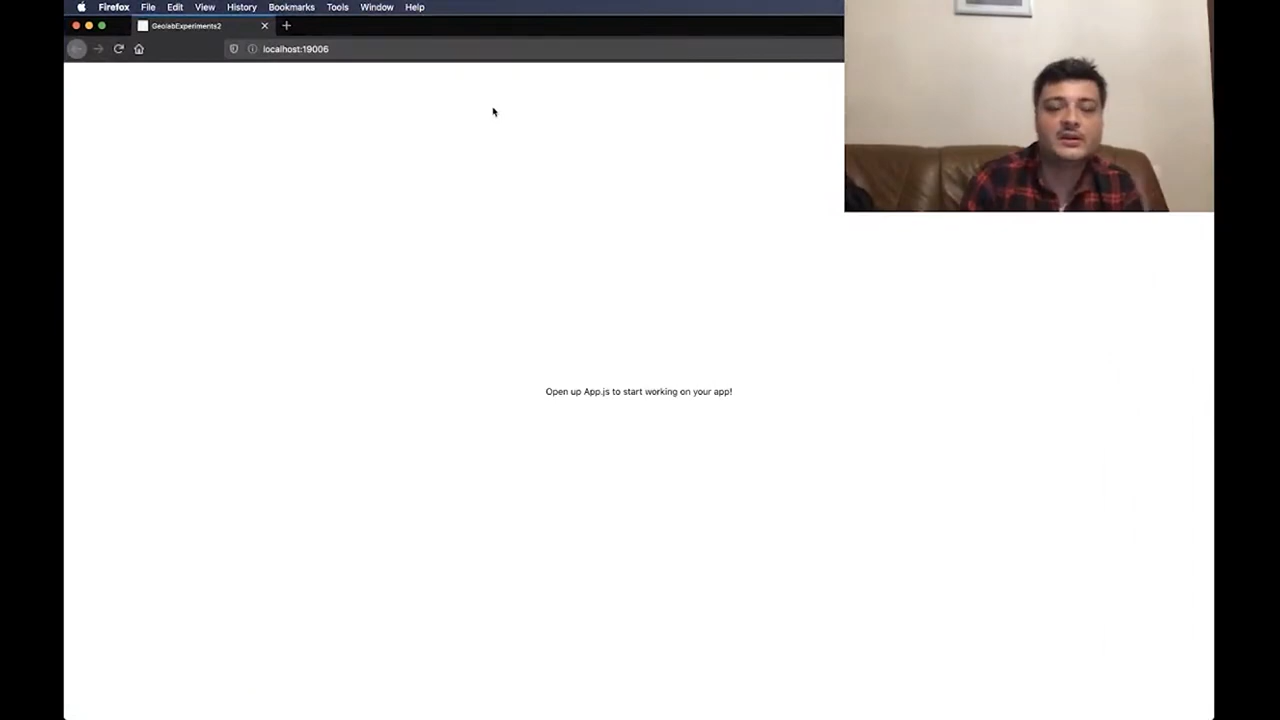 Firefox File Edit View History Bookmarks Tools Window Help
GeolabExperiments2
localhost:19006
Open up App.js to start working on your app!